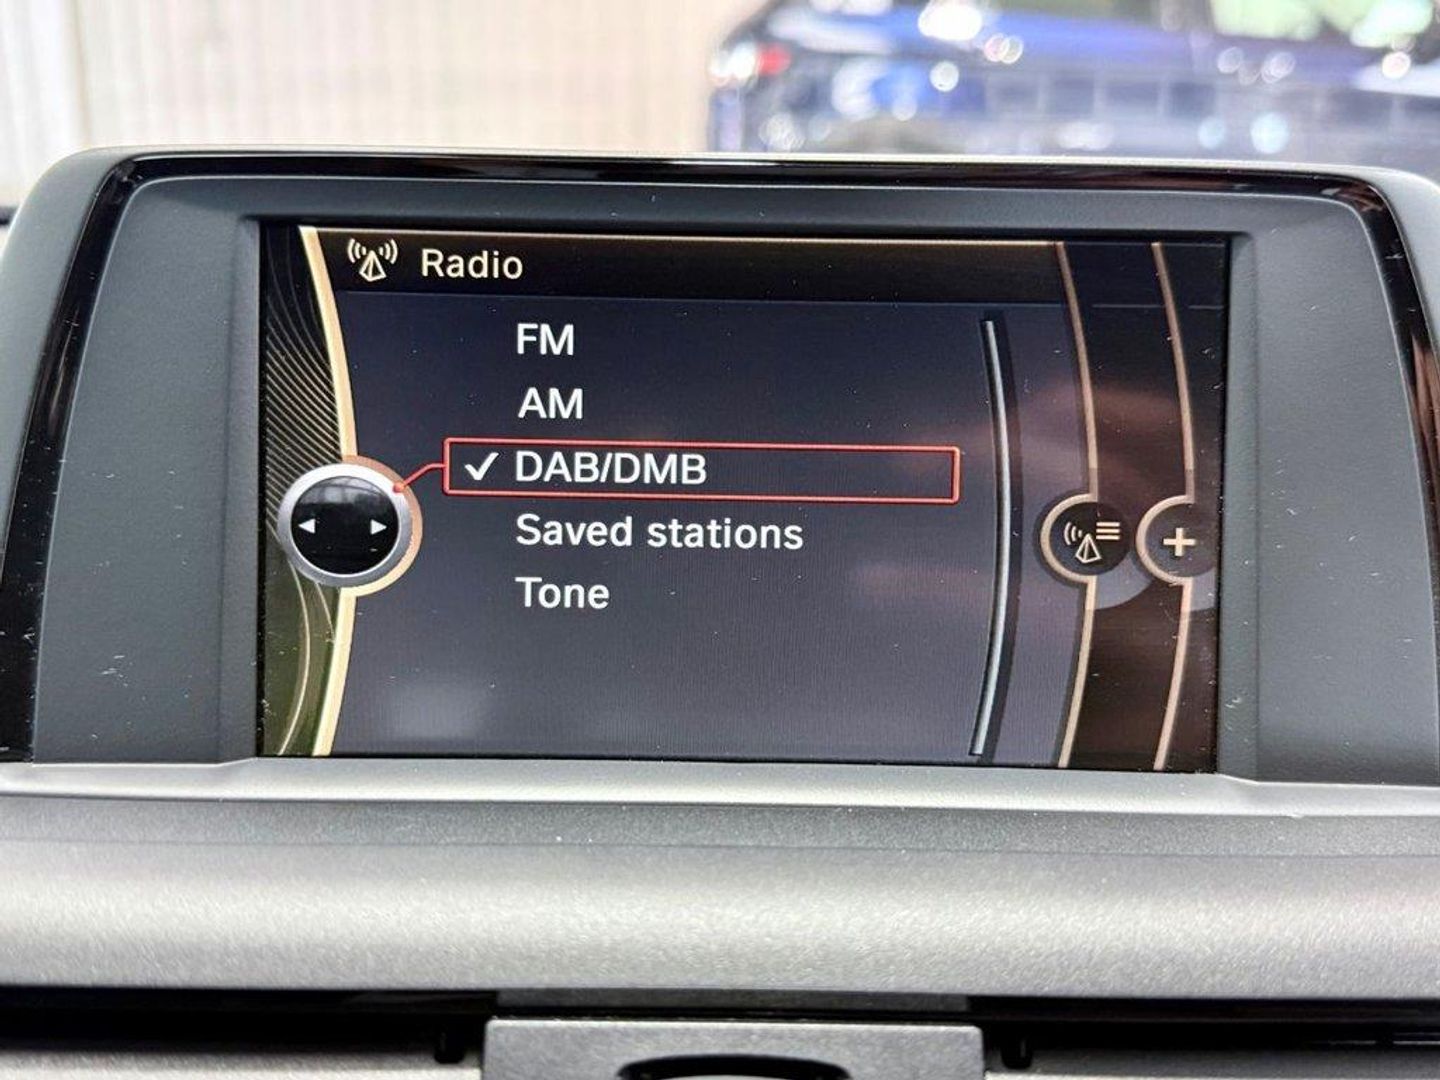 Radio
FM
AM
✓ DAB/DMB
Saved stations
Tone